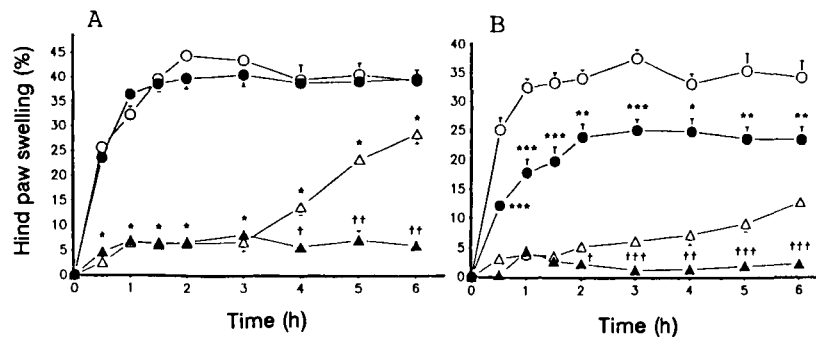 A
B
Hind paw swelling (%)
45
40
35
30
25
20
15
10
5
0
* * * * * * * *
† †† ††
0 1 2 3 4 5 6
Time (h)
40
35
30
25
20
15
10
5
0
*** *** *** ** *** * ** **
† ††† †† ††† †††
0 1 2 3 4 5 6
Time (h)